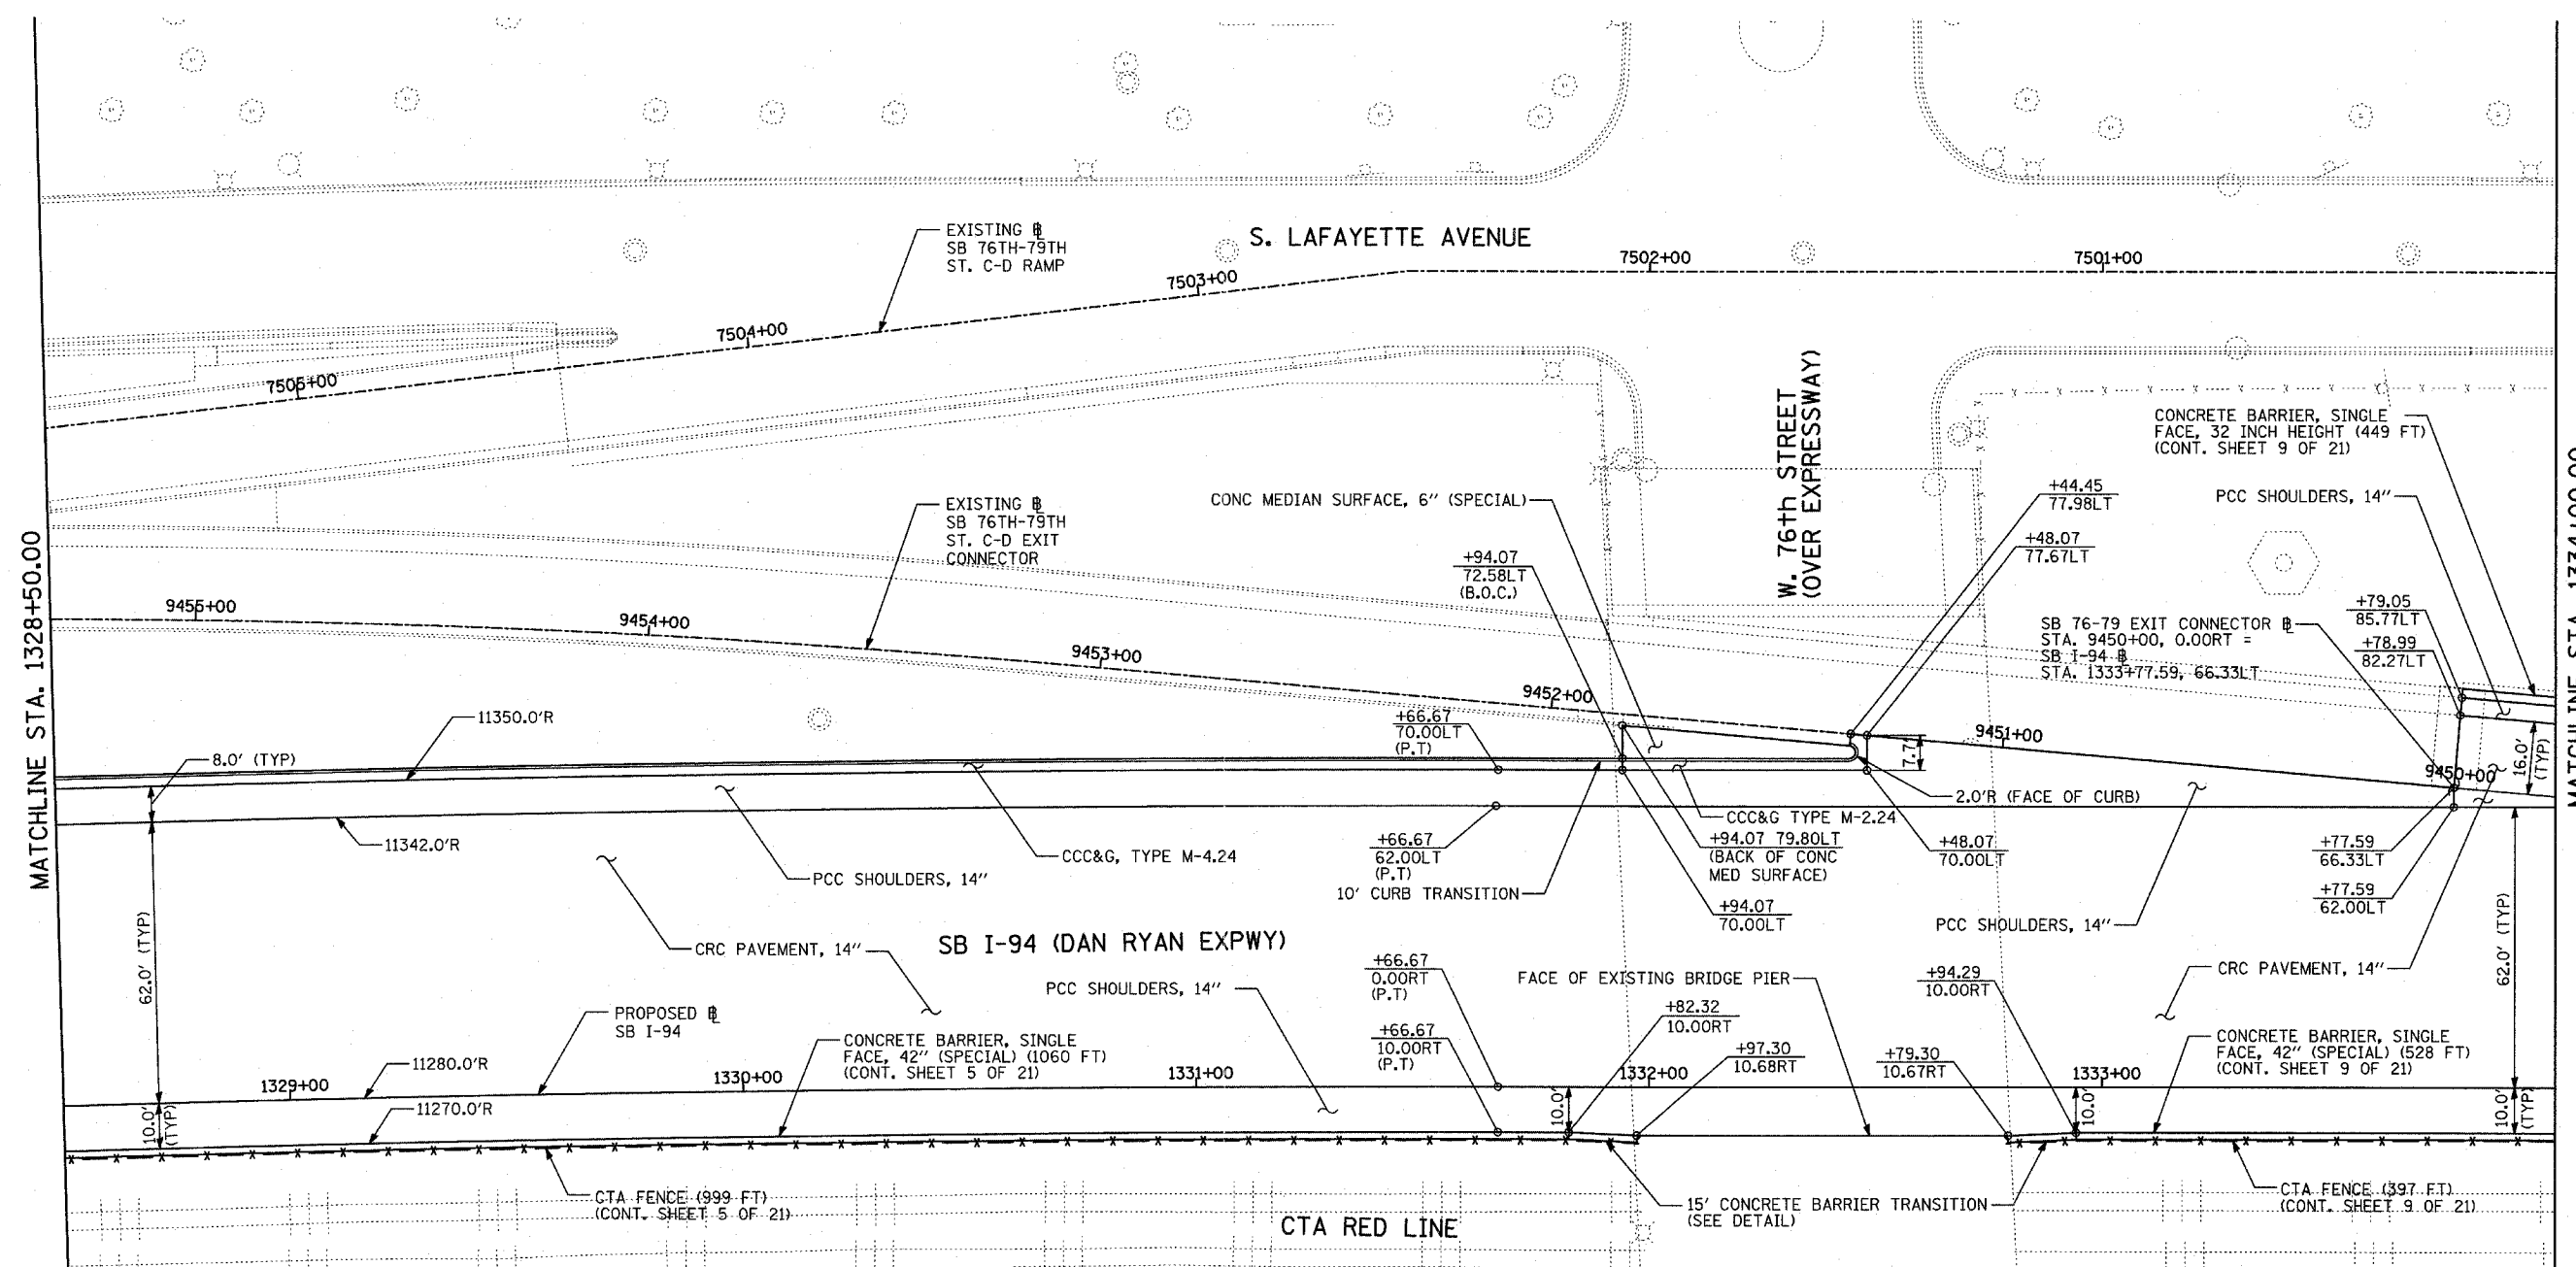 S. LAFAYETTE AVENUE
EXISTING ⅊
SB 76TH-79TH
ST. C-D RAMP
7502+00
7501+00
7503+00
7504+00
7505+00
W. 76th STREET
(OVER EXPRESSWAY)
CONCRETE BARRIER, SINGLE
FACE, 32 INCH HEIGHT (449 FT)
(CONT. SHEET 9 OF 21)
PCC SHOULDERS, 14"
EXISTING
SB 76TH-79TH
ST. C-D EXIT
CONNECTOR
CONC MEDIAN SURFACE, 6" (SPECIAL)
+94.07
72.58LT
(B.O.C.)
+44.45
77.98LT
+48.07
77.67LT
+79.05
85.77LT
+78.99
82.27LT
SB 76-79 EXIT CONNECTOR
STA. 9450+00, 0.00RT =
SB I-94
STA. 1333+77.59, 66.33LT
MATCHLINE STA. 1328+50.00
MATCHLINE STA. 1334+00.00
9455+00
9454+00
9453+00
9452+00
9451+00
9450+00
11350.0'R
8.0' (TYP)
11342.0'R
+66.67
70.00LT
(P.T)
7.7'
16.0'
(TYP)
2.0'R (FACE OF CURB)
CCC&G TYPE M-2.24
+94.07 79.80LT
(BACK OF CONC
MED SURFACE)
+66.67
62.00LT
(P.T)
10' CURB TRANSITION
CCC&G, TYPE M-4.24
PCC SHOULDERS, 14"
+48.07
70.00LT
+77.59
66.33LT
+77.59
62.00LT
+94.07
70.00LT
PCC SHOULDERS, 14"
62.0' (TYP)
CRC PAVEMENT, 14"
SB I-94 (DAN RYAN EXPWY)
PCC SHOULDERS, 14"
+66.67
0.00RT
(P.T)
FACE OF EXISTING BRIDGE PIER
+94.29
10.00RT
CRC PAVEMENT, 14"
62.0' (TYP)
PROPOSED
SB I-94
+82.32
10.00RT
+66.67
10.00RT
(P.T)
+97.30
10.68RT
+79.30
10.67RT
CONCRETE BARRIER, SINGLE
FACE, 42" (SPECIAL) (1060 FT)
(CONT. SHEET 5 OF 21)
CONCRETE BARRIER, SINGLE
FACE, 42" (SPECIAL) (528 FT)
(CONT. SHEET 9 OF 21)
11280.0'R
1329+00
1330+00
1331+00
1332+00
1333+00
11270.0'R
10.0'
(TYP)
10.0'
10.0'
10.0'
(TYP)
CTA FENCE (999 FT)
(CONT. SHEET 5 OF 21)
CTA RED LINE
15' CONCRETE BARRIER TRANSITION
(SEE DETAIL)
CTA FENCE (397 FT)
(CONT. SHEET 9 OF 21)